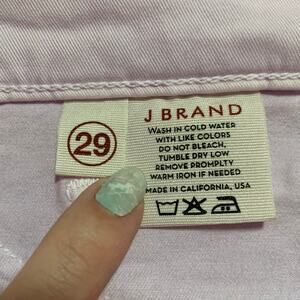 29
J BRAND
WASH IN COLD WATER
WITH LIKE COLORS
DO NOT BLEACH,
TUMBLE DRY LOW
REMOVE PROMPTLY
WARM IRON IF NEEDED
MADE IN CALIFORNIA, USA